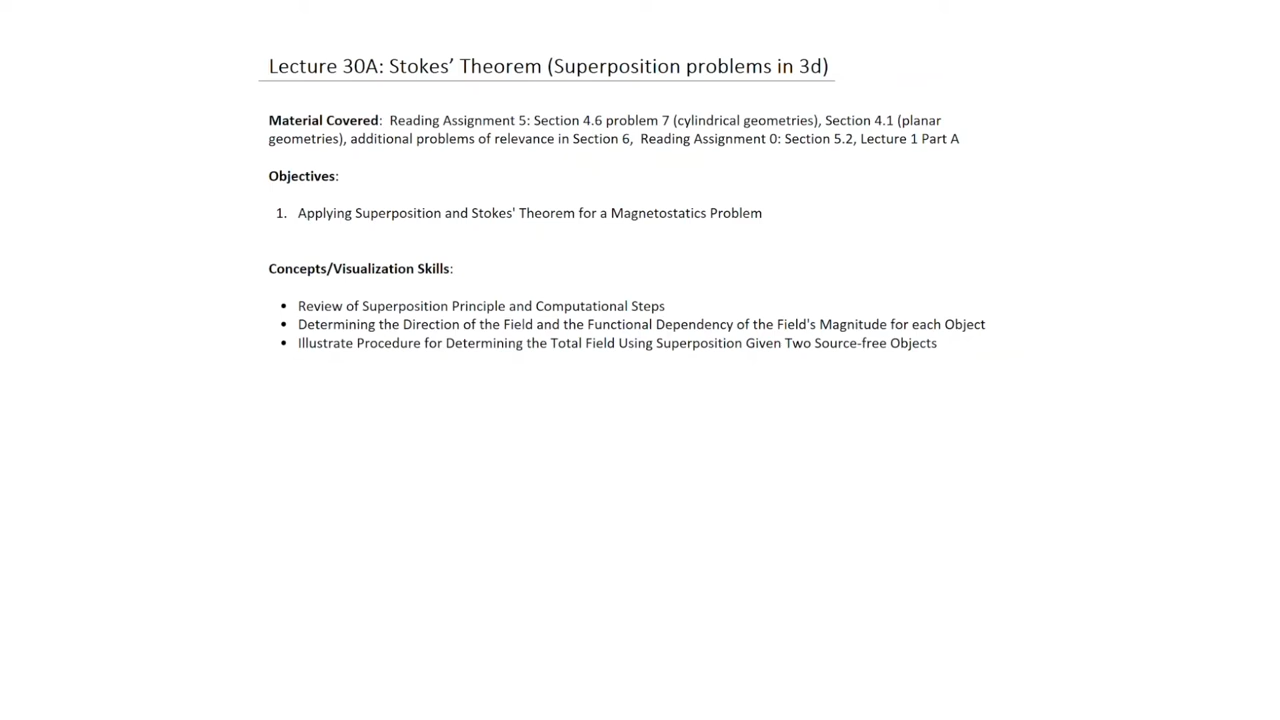 Lecture 30A: Stokes’ Theorem (Superposition problems in 3d)
Material Covered:  Reading Assignment 5: Section 4.6 problem 7 (cylindrical geometries), Section 4.1 (planar
geometries), additional problems of relevance in Section 6,  Reading Assignment 0: Section 5.2, Lecture 1 Part A
Objectives:
1. Applying Superposition and Stokes' Theorem for a Magnetostatics Problem
Concepts/Visualization Skills:
• Review of Superposition Principle and Computational Steps
• Determining the Direction of the Field and the Functional Dependency of the Field's Magnitude for each Object
• Illustrate Procedure for Determining the Total Field Using Superposition Given Two Source-free Objects